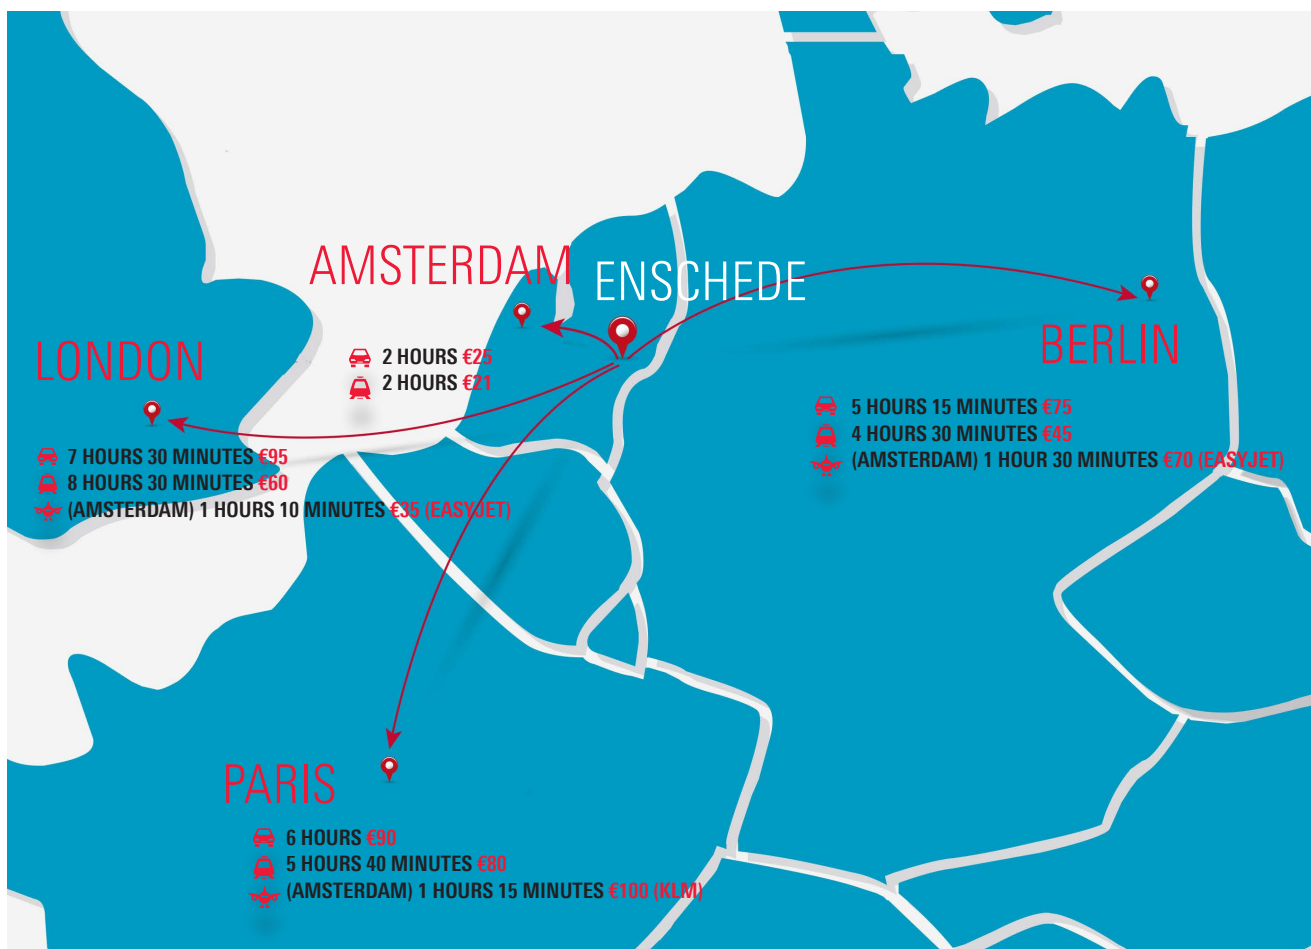 AMSTERDAM
2 HOURS €25
2 HOURS €21
ENSCHEDE
LONDON
7 HOURS 30 MINUTES €95
8 HOURS 30 MINUTES €60
(AMSTERDAM) 1 HOURS 10 MINUTES €35 (EASYJET)
BERLIN
5 HOURS 15 MINUTES €75
4 HOURS 30 MINUTES €45
(AMSTERDAM) 1 HOUR 30 MINUTES €70 (EASYJET)
PARIS
6 HOURS €90
5 HOURS 40 MINUTES €80
(AMSTERDAM) 1 HOURS 15 MINUTES €100 (KLM)